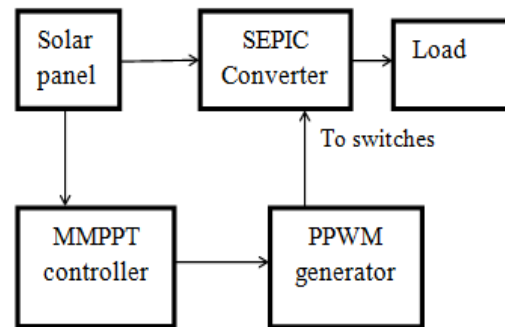 Solar
panel
SEPIC
Converter
Load
To switches
MMPPT
controller
PPWM
generator